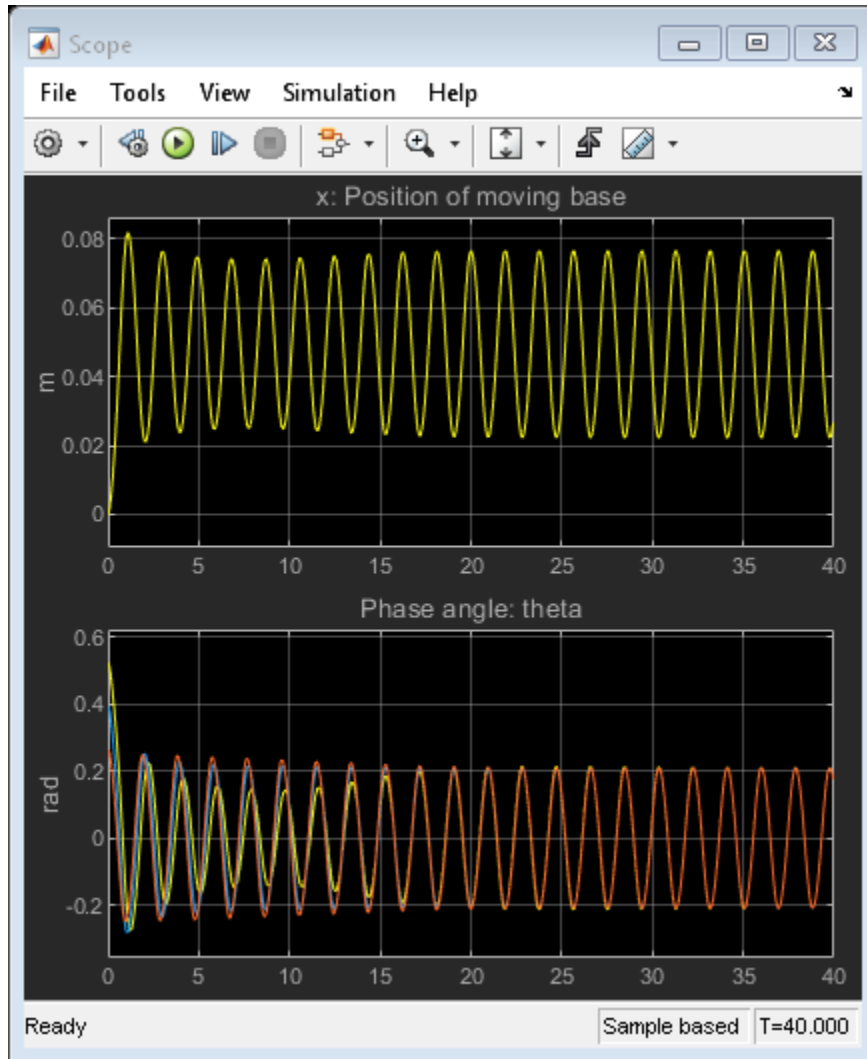 Scope
File Tools View Simulation Help
x: Position of moving base
0.08
0.06
0.04
0.02
0
m
0 5 10 15 20 25 30 35 40
Phase angle: theta
0.6
0.4
0.2
0
-0.2
rad
0 5 10 15 20 25 30 35 40
Ready Sample based T=40.000